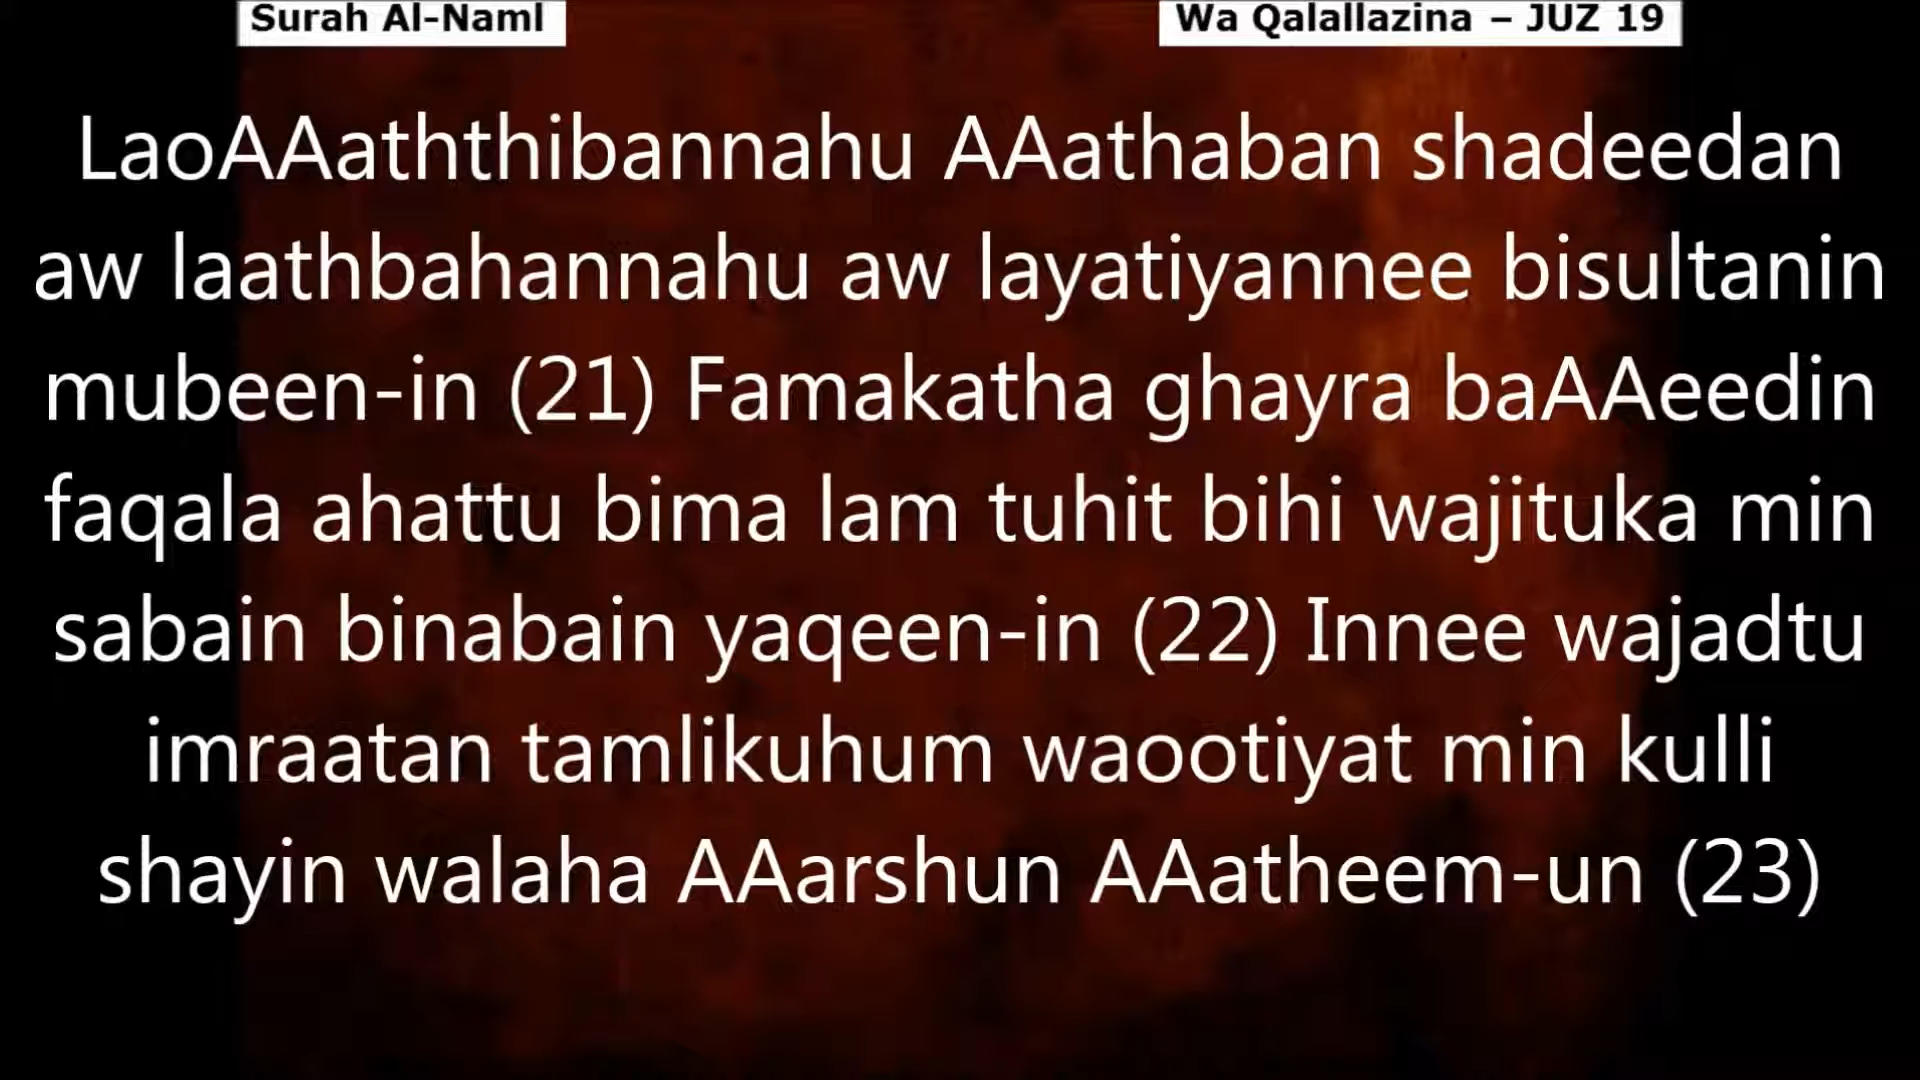 Surah Al-Naml
Wa Qalallazina – JUZ 19
LaoAAaththibannahu AAathaban shadeedan
aw laathbahannahu aw layatiyannee bisultanin
mubeen-in (21) Famakatha ghayra baAAeedin
faqala ahattu bima lam tuhit bihi wajituka min
sabain binabain yaqeen-in (22) Innee wajadtu
imraatan tamlikuhum waootiyat min kulli
shayin walaha AAarshun AAatheem-un (23)